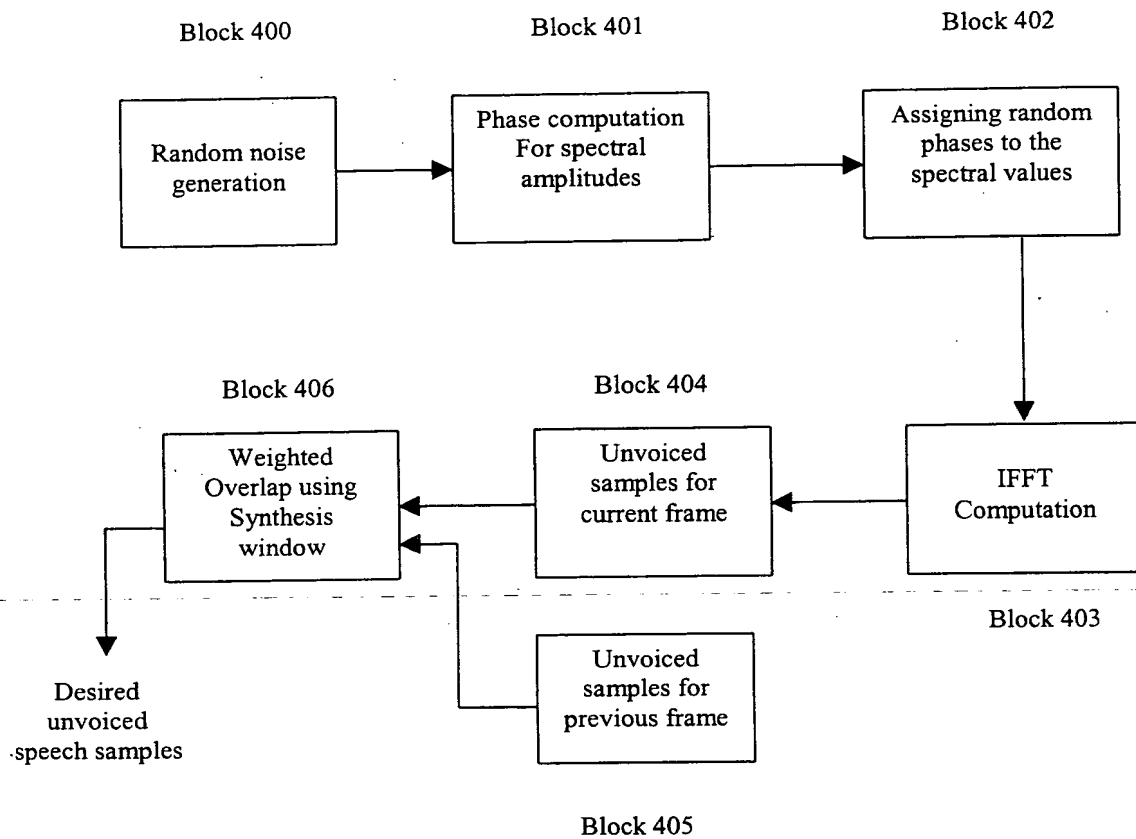 Block 400
Block 401
Block 402
Random noise
generation
Phase computation
For spectral
amplitudes
Assigning random
phases to the
spectral values
Block 406
Block 404
Weighted
Overlap using
Synthesis
window
Unvoiced
samples for
current frame
IFFT
Computation
Block 403
Desired
unvoiced
speech samples
Unvoiced
samples for
previous frame
Block 405